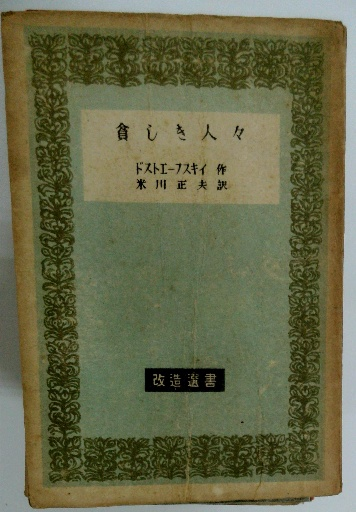 貧しき人々
ドストエーフスキイ 作
米川正夫 訳
改造選書